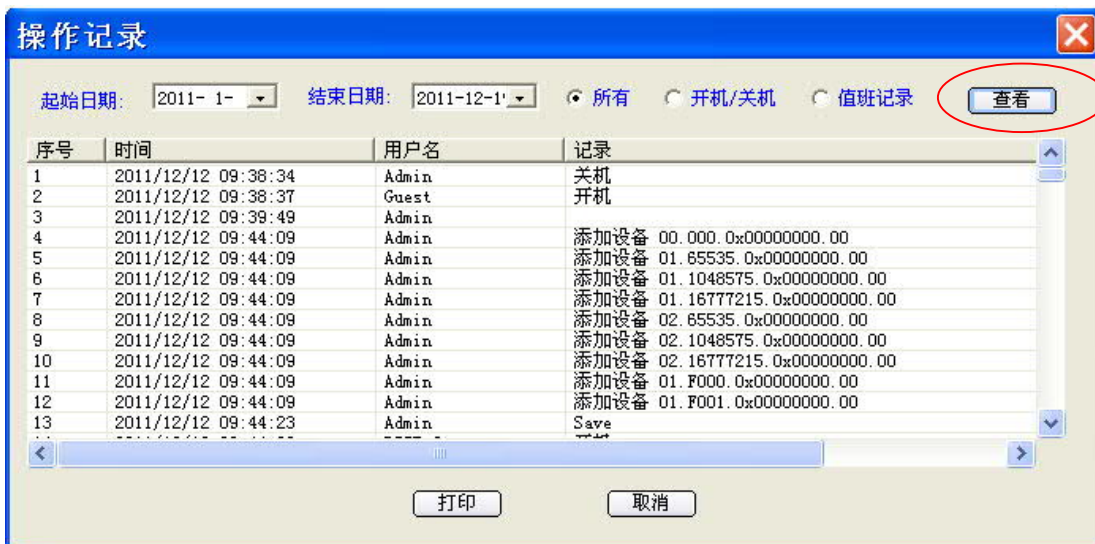 操作记录
起始日期: 2011- 1- 结束日期: 2011-12-1 所有 开机/关机 值班记录 查看
序号 时间 用户名 记录
1 2011/12/12 09:38:34 Admin 关机
2 2011/12/12 09:38:37 Guest 开机
3 2011/12/12 09:39:49 Admin
4 2011/12/12 09:44:09 Admin 添加设备 00.000.0x00000000.00
5 2011/12/12 09:44:09 Admin 添加设备 01.65535.0x00000000.00
6 2011/12/12 09:44:09 Admin 添加设备 01.1048575.0x00000000.00
7 2011/12/12 09:44:09 Admin 添加设备 01.16777215.0x00000000.00
8 2011/12/12 09:44:09 Admin 添加设备 02.65535.0x00000000.00
9 2011/12/12 09:44:09 Admin 添加设备 02.1048575.0x00000000.00
10 2011/12/12 09:44:09 Admin 添加设备 02.16777215.0x00000000.00
11 2011/12/12 09:44:09 Admin 添加设备 01.F000.0x00000000.00
12 2011/12/12 09:44:09 Admin 添加设备 01.F001.0x00000000.00
13 2011/12/12 09:44:23 Admin Save
打印 取消